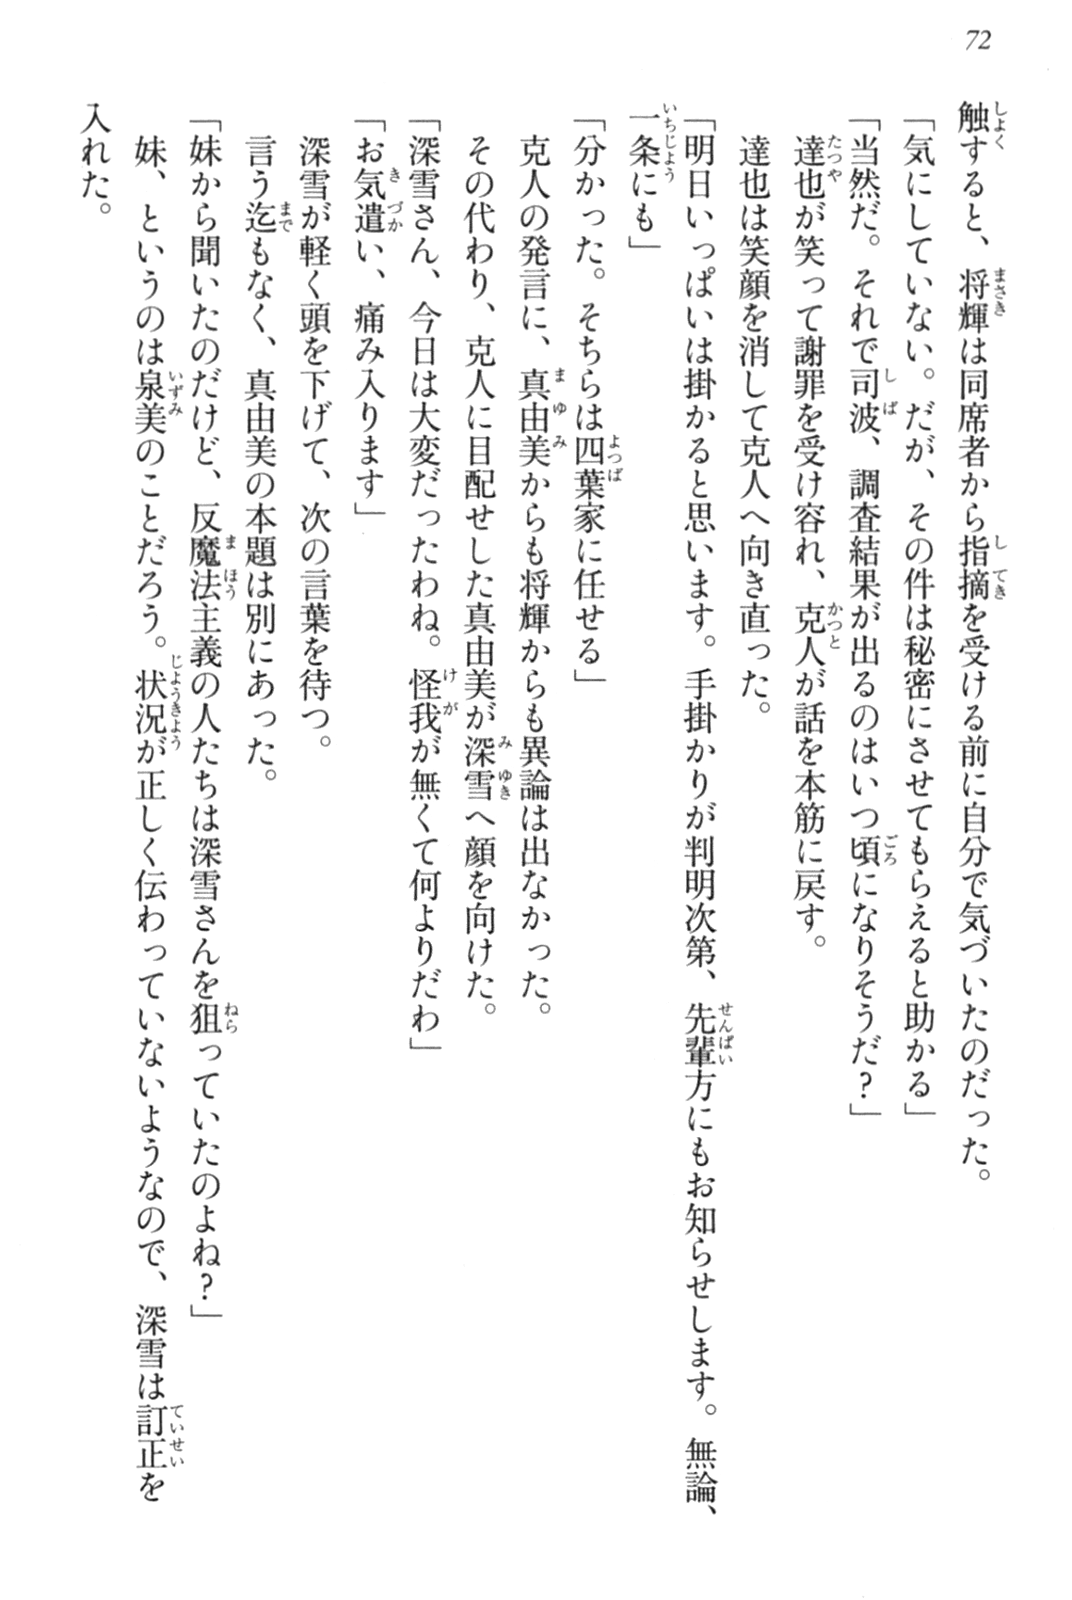 72
触すると、将輝は同席者から指摘を受ける前に自分で気づいたのだった。
「気にしていない。だが、その件は秘密にさせてもらえると助かる」
「当然だ。それで司波、調査結果が出るのはいつ頃になりそうだ？」
達也が笑って謝罪を受け容れ、克人が話を本筋に戻す。
達也は笑顔を消して克人へ向き直った。
「明日いっぱいは掛かると思います。手掛かりが判明次第、先輩方にもお知らせします。無論、
一条にも」
「分かった。そちらは四葉家に任せる」
克人の発言に、真由美からも将輝からも異論は出なかった。
その代わり、克人に目配せした真由美が深雪へ顔を向けた。
「深雪さん、今日は大変だったわね。怪我が無くて何よりだわ」
「お気遣い、痛み入ります」
深雪が軽く頭を下げて、次の言葉を待つ。
言う迄もなく、真由美の本題は別にあった。
「妹から聞いたのだけど、反魔法主義の人たちは深雪さんを狙っていたのよね？」
妹、というのは泉美のことだろう。状況が正しく伝わっていないようなので、深雪は訂正を
入れた。